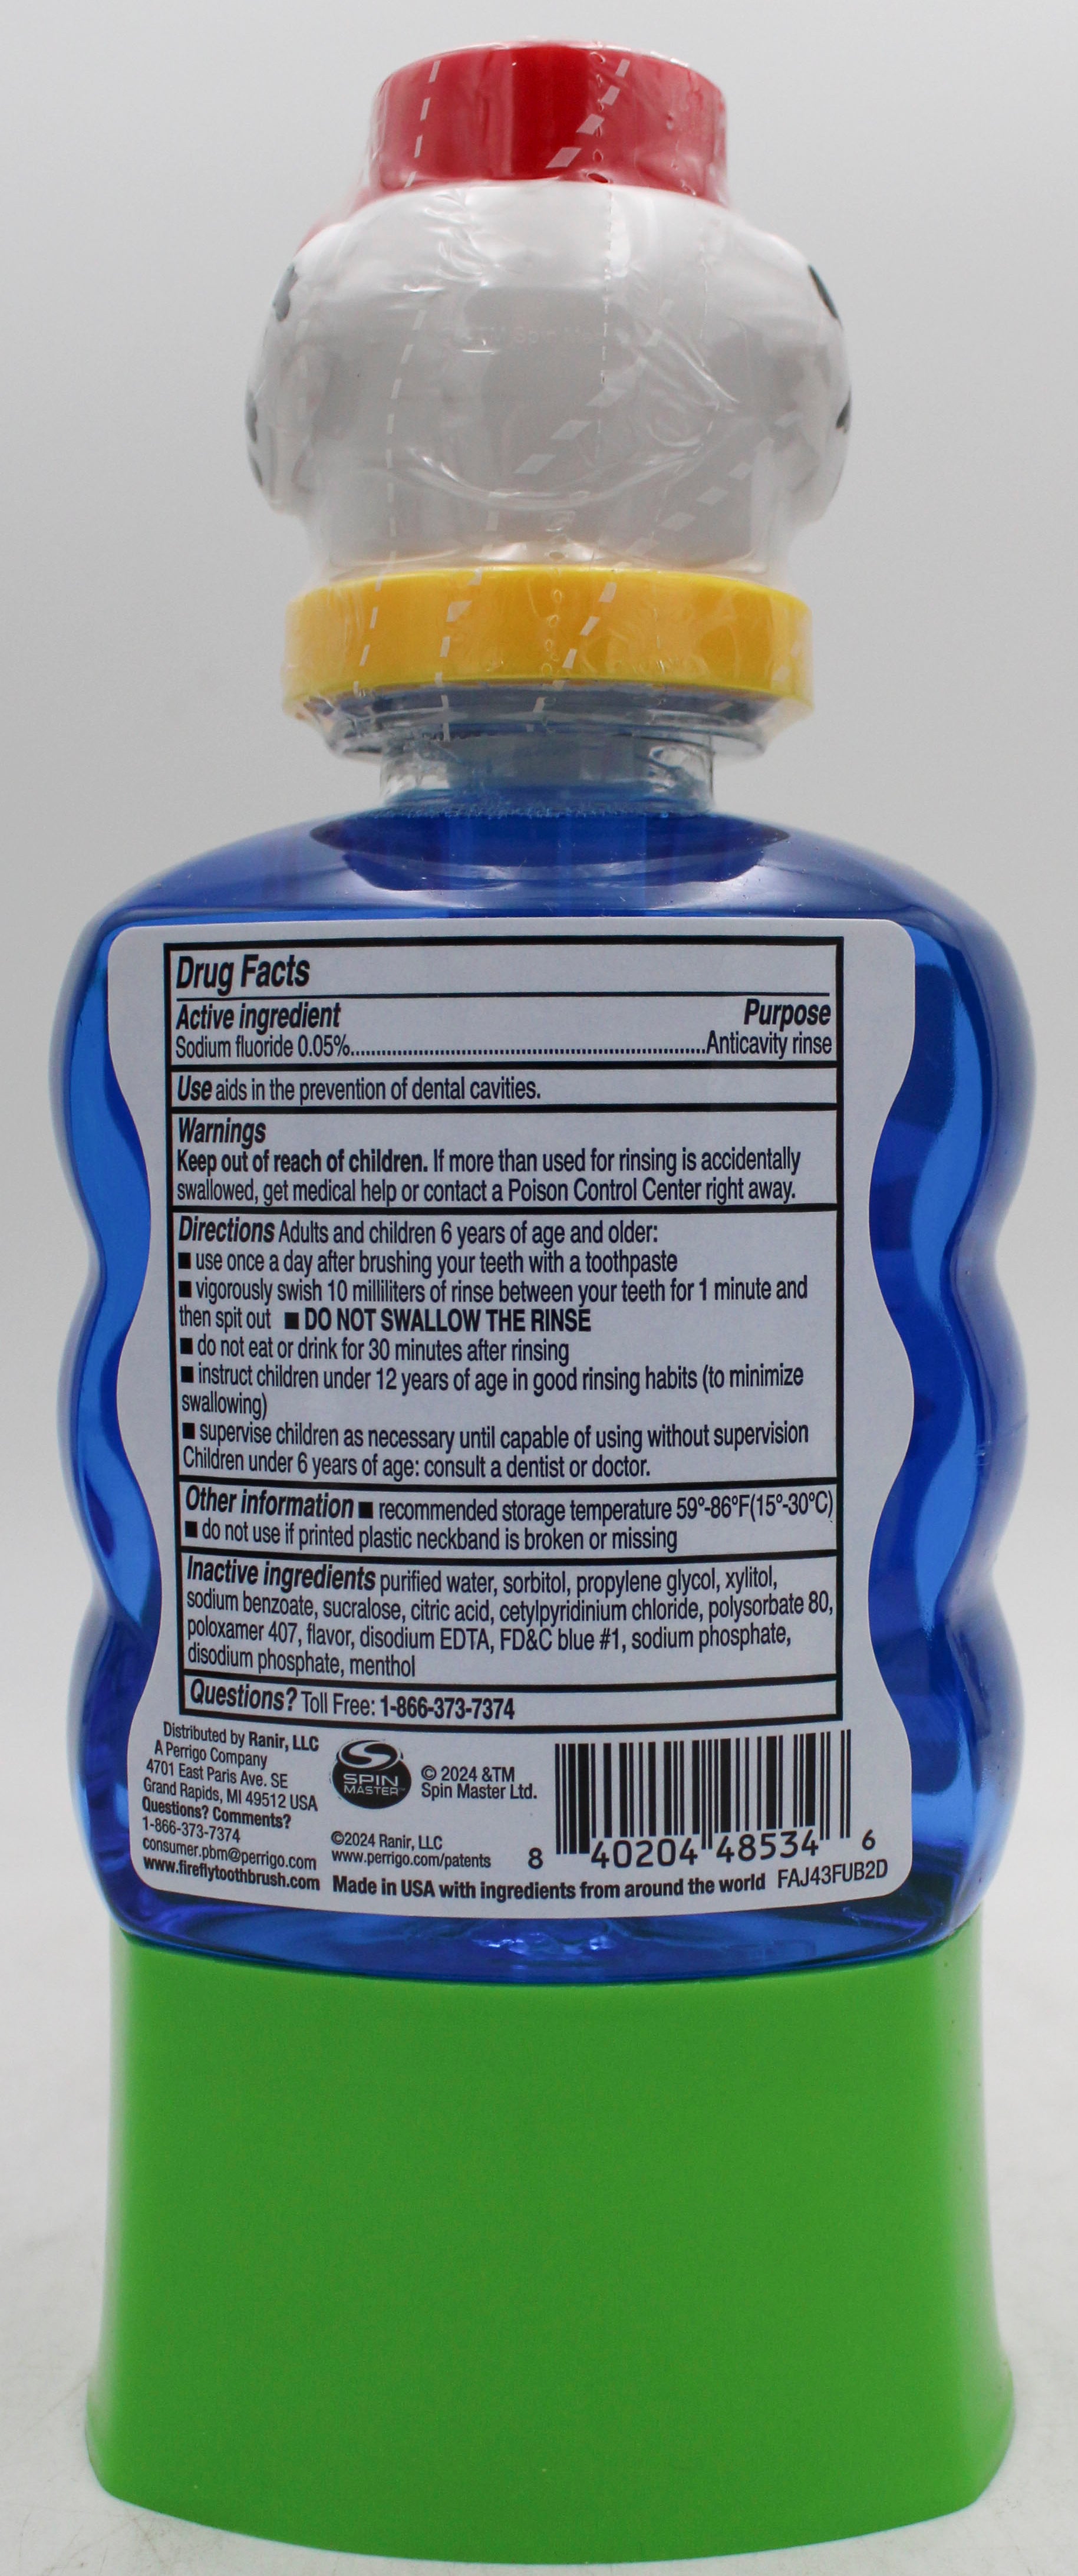 Drug Facts
Active ingredient Purpose
Sodium fluoride 0.05%..................................................................Anticavity rinse
Use aids in the prevention of dental cavities.
Warnings
Keep out of reach of children. If more than used for rinsing is accidentally
swallowed, get medical help or contact a Poison Control Center right away.
Directions Adults and children 6 years of age and older:
■ use once a day after brushing your teeth with a toothpaste
■ vigorously swish 10 milliliters of rinse between your teeth for 1 minute and
then spit out ■ DO NOT SWALLOW THE RINSE
■ do not eat or drink for 30 minutes after rinsing
■ instruct children under 12 years of age in good rinsing habits (to minimize
swallowing)
■ supervise children as necessary until capable of using without supervision
Children under 6 years of age: consult a dentist or doctor.
Other information ■ recommended storage temperature 59°-86°F(15°-30°C)
■ do not use if printed plastic neckband is broken or missing
Inactive ingredients purified water, sorbitol, propylene glycol, xylitol,
sodium benzoate, sucralose, citric acid, cetylpyridinium chloride, polysorbate 80,
poloxamer 407, flavor, disodium EDTA, FD&C blue #1, sodium phosphate,
disodium phosphate, menthol
Questions? Toll Free: 1-866-373-7374
Distributed by Ranir, LLC
A Perrigo Company
4701 East Paris Ave. SE
Grand Rapids, MI 49512 USA
Questions? Comments?
1-866-373-7374
consumer.pbm@perrigo.com
www.fireflytoothbrush.com
SPIN
MASTER™
© 2024 &TM
Spin Master Ltd.
©2024 Ranir, LLC
www.perrigo.com/patents
8 40204 48534 6
Made in USA with ingredients from around the world FAJ43FUB2D